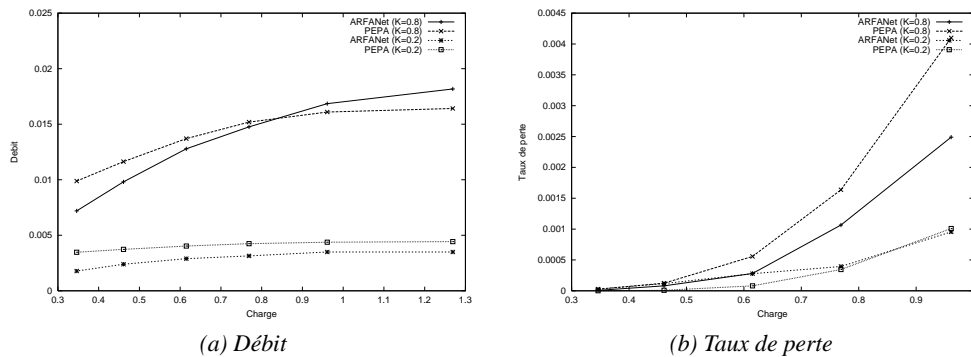 0.025
0.02
0.015
0.01
0.005
0
Debit
0.3 0.4 0.5 0.6 0.7 0.8 0.9 1 1.1 1.2 1.3
Charge
ARFANet (K=0.8)
PEPA (K=0.8)
ARFANet (K=0.2)
PEPA (K=0.2)
(a) Débit
0.0045
0.004
0.0035
0.003
0.0025
0.002
0.0015
0.001
0.0005
0
Taux de perte
0.3 0.4 0.5 0.6 0.7 0.8 0.9
Charge
ARFANet (K=0.8)
PEPA (K=0.8)
ARFANet (K=0.2)
PEPA (K=0.2)
(b) Taux de perte